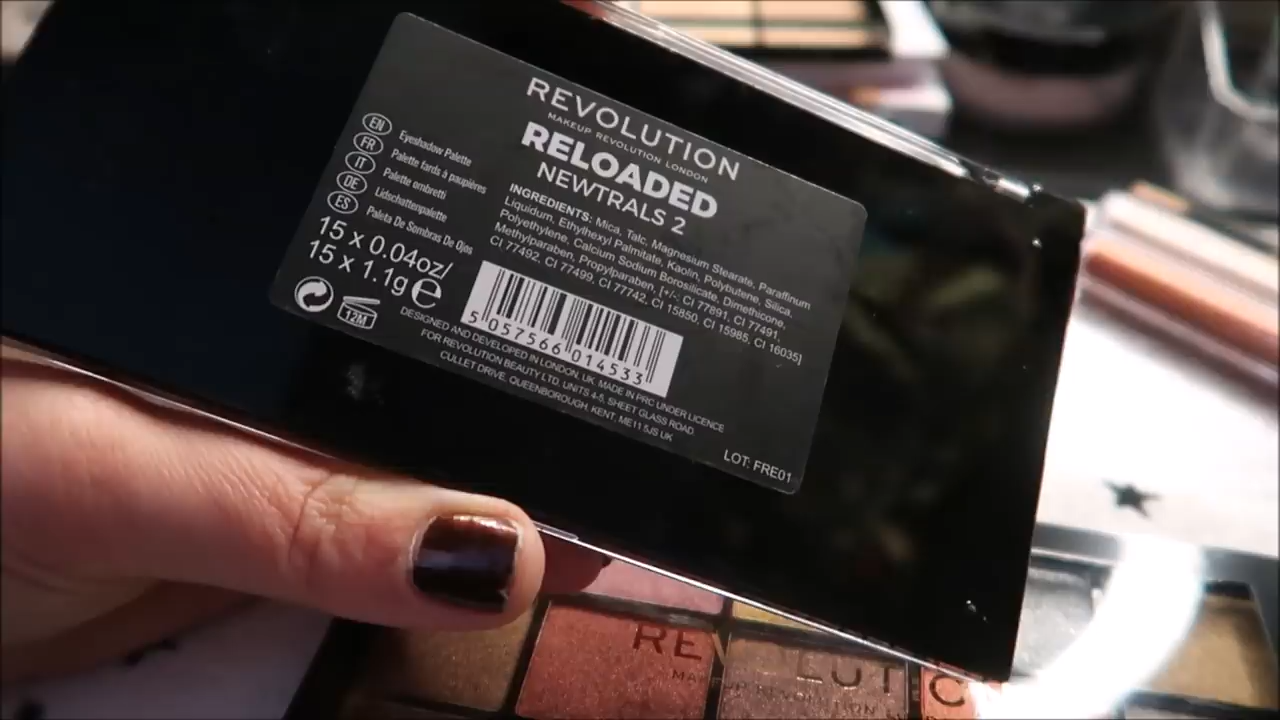 REVOLUTION
MAKEUP REVOLUTION LONDON
RELOADED
NEWTRALS 2
EN Eyeshadow Palette
FR Palette fards à paupières
IT Palette ombretti
DE Lidschattenpalette
ES Paleta De Sombras De Ojos
15 x 0.04oz/
15 x 1.1g e
12M
INGREDIENTS: Mica, Talc, Magnesium Stearate, Paraffinum
Liquidum, Ethylhexyl Palmitate, Kaolin, Polybutene, Silica,
Polyethylene, Calcium Sodium Borosilicate, Dimethicone,
Methylparaben, Propylparaben, [+/-: CI 77891, CI 77491,
CI 77492, CI 77499, CI 77742, CI 15850, CI 15985, CI 16035]
5 057566 014533
DESIGNED AND DEVELOPED IN LONDON, UK. MADE IN PRC UNDER LICENCE
FOR REVOLUTION BEAUTY LTD. UNITS 4-5, SHEET GLASS ROAD,
CULLET DRIVE, QUEENBOROUGH, KENT, ME11 5JS UK
LOT: FRE01